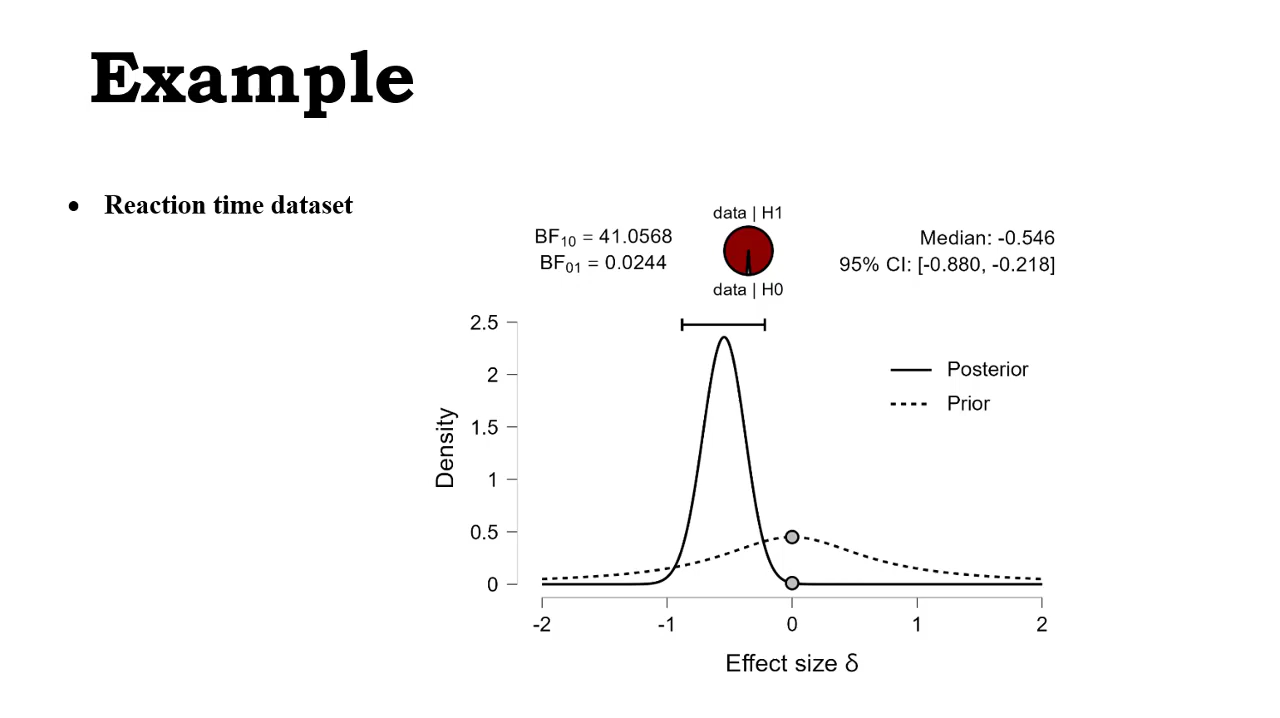 Example
• Reaction time dataset
data | H1
BF₁₀ = 41.0568
BF₀₁ = 0.0244
data | H0
Median: -0.546
95% CI: [-0.880, -0.218]
2.5
2
1.5
1
0.5
0
Density
Posterior
Prior
-2 -1 0 1 2
Effect size δ